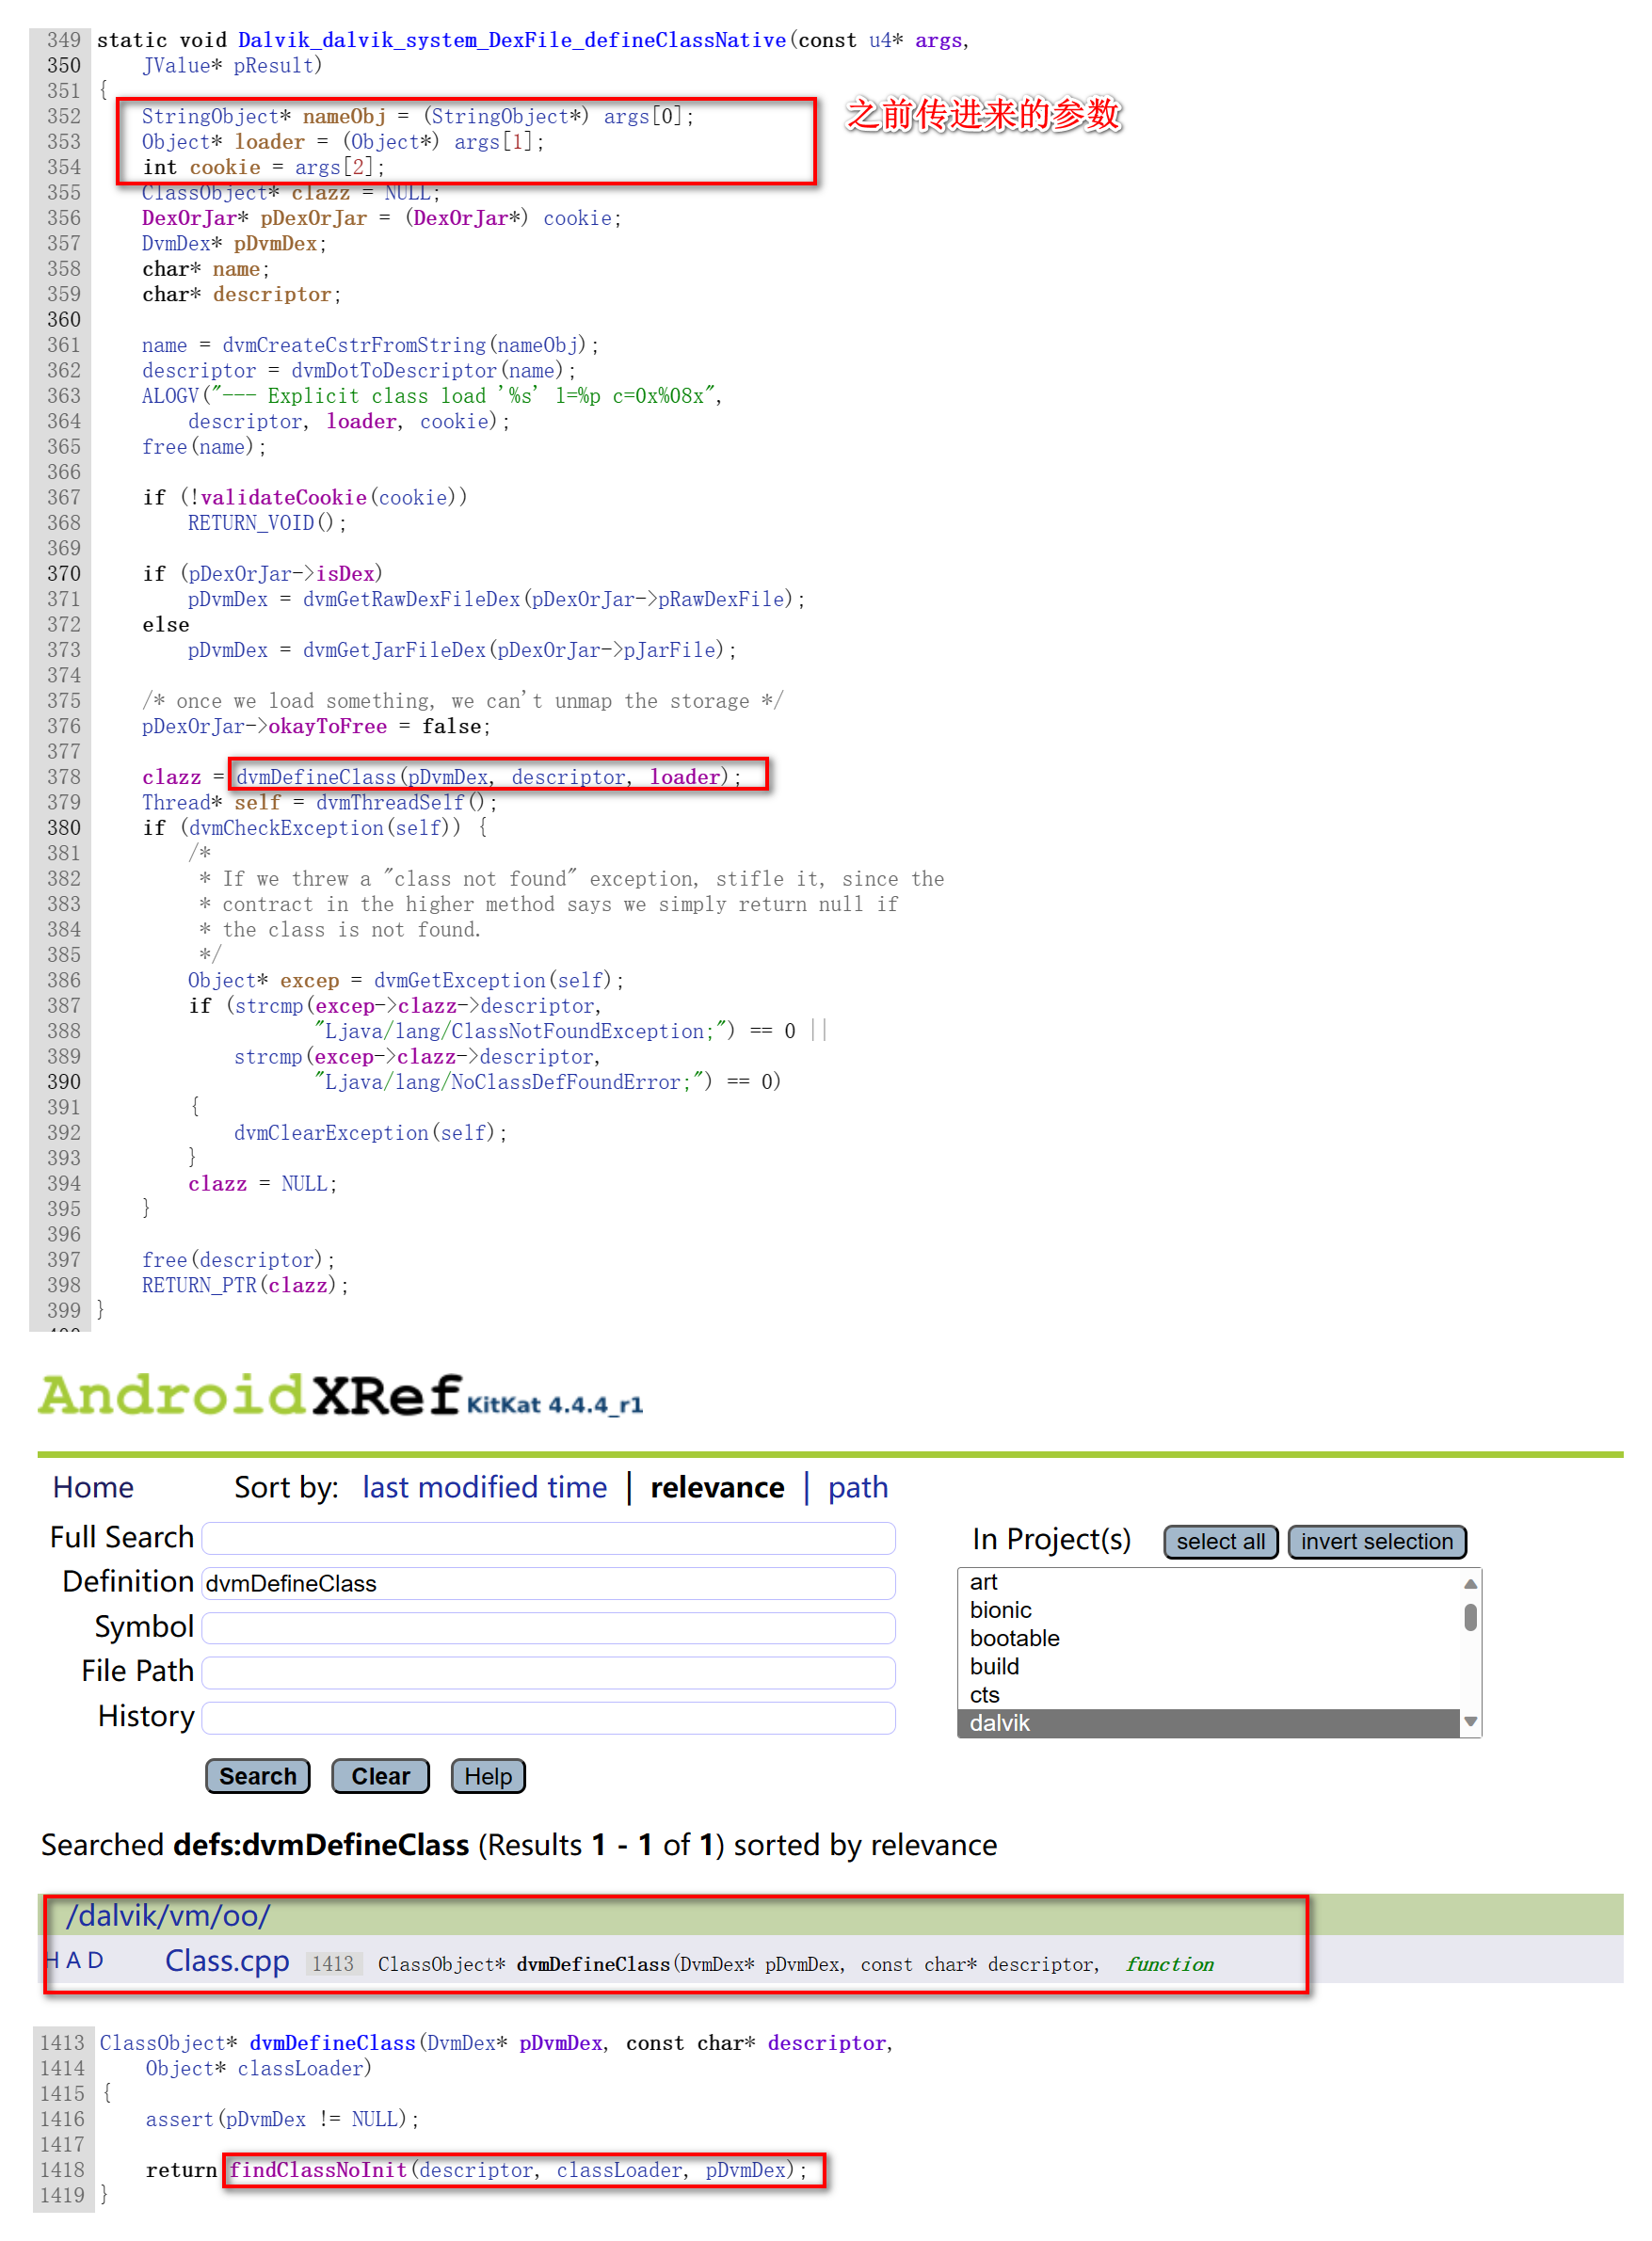 349 static void Dalvik_dalvik_system_DexFile_defineClassNative(const u4* args,
350     JValue* pResult)
351 {
352     StringObject* nameObj = (StringObject*) args[0];
之前传进来的参数
353     Object* loader = (Object*) args[1];
354     int cookie = args[2];
355     ClassObject* clazz = NULL;
356     DexOrJar* pDexOrJar = (DexOrJar*) cookie;
357     DvmDex* pDvmDex;
358     char* name;
359     char* descriptor;
360
361     name = dvmCreateCstrFromString(nameObj);
362     descriptor = dvmDotToDescriptor(name);
363     ALOGV("--- Explicit class load '%s' l=%p c=0x%08x",
364         descriptor, loader, cookie);
365     free(name);
366
367     if (!validateCookie(cookie))
368         RETURN_VOID();
369
370     if (pDexOrJar->isDex)
371         pDvmDex = dvmGetRawDexFileDex(pDexOrJar->pRawDexFile);
372     else
373         pDvmDex = dvmGetJarFileDex(pDexOrJar->pJarFile);
374
375     /* once we load something, we can't unmap the storage */
376     pDexOrJar->okayToFree = false;
377
378     clazz = dvmDefineClass(pDvmDex, descriptor, loader);
379     Thread* self = dvmThreadSelf();
380     if (dvmCheckException(self)) {
381         /*
382          * If we threw a "class not found" exception, stifle it, since the
383          * contract in the higher method says we simply return null if
384          * the class is not found.
385          */
386         Object* excep = dvmGetException(self);
387         if (strcmp(excep->clazz->descriptor,
388                    "Ljava/lang/ClassNotFoundException;") == 0 ||
389             strcmp(excep->clazz->descriptor,
390                    "Ljava/lang/NoClassDefFoundError;") == 0)
391         {
392             dvmClearException(self);
393         }
394         clazz = NULL;
395     }
396
397     free(descriptor);
398     RETURN_PTR(clazz);
399 }
AndroidXRef KitKat 4.4.4_r1
Home Sort by: last modified time | relevance | path
Full Search
In Project(s) select all invert selection
Definition dvmDefineClass
art
bionic
Symbol
bootable
File Path
build
cts
History
dalvik
Search Clear Help
Searched defs:dvmDefineClass (Results 1 - 1 of 1) sorted by relevance
/dalvik/vm/oo/
H A D Class.cpp 1413 ClassObject* dvmDefineClass(DvmDex* pDvmDex, const char* descriptor, function
1413 ClassObject* dvmDefineClass(DvmDex* pDvmDex, const char* descriptor,
1414     Object* classLoader)
1415 {
1416     assert(pDvmDex != NULL);
1417
1418     return findClassNoInit(descriptor, classLoader, pDvmDex);
1419 }